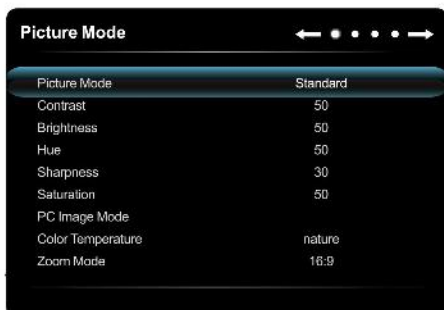 Picture Mode
Picture Mode Standard
Contrast 50
Brightness 50
Hue 50
Sharpness 30
Saturation 50
PC Image Mode
Color Temperature nature
Zoom Mode 16:9